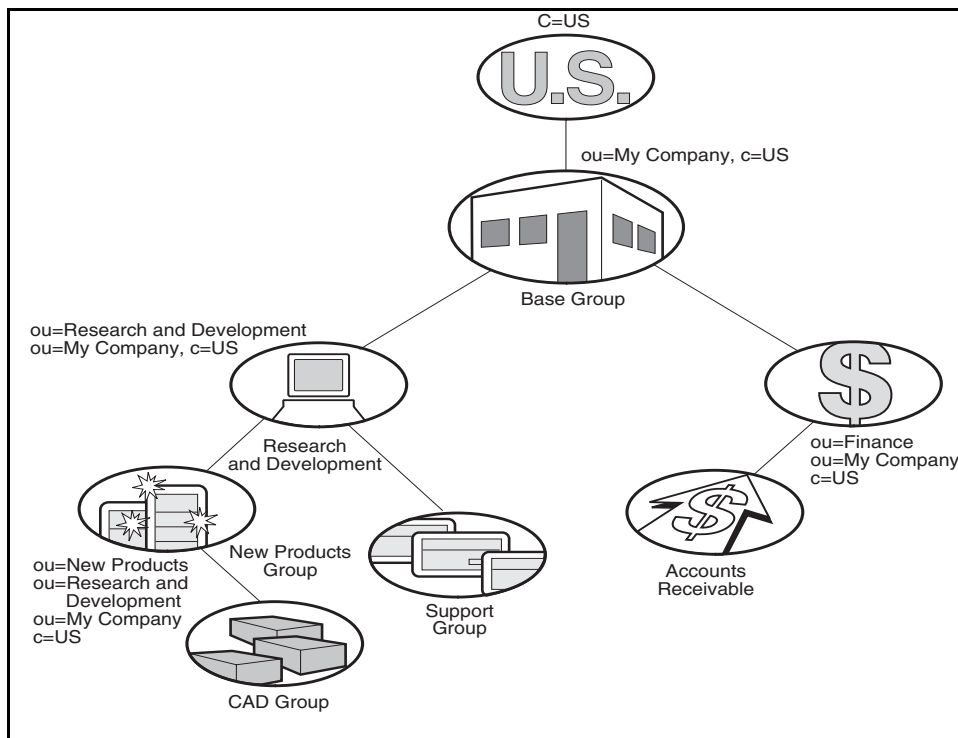 C=US
U.S.
ou=My Company, c=US
Base Group
ou=Research and Development
ou=My Company, c=US
Research
and Development
$
ou=Finance
ou=My Company
c=US
New Products
Group
ou=New Products
ou=Research and
Development
ou=My Company
c=US
Support
Group
$
Accounts
Receivable
CAD Group